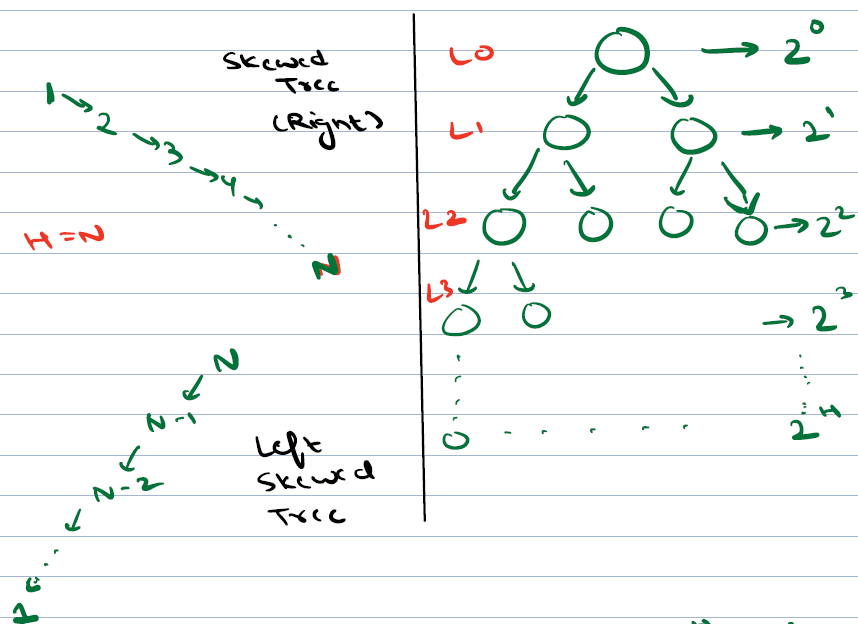 Skewed
Tree
(Right)
1
2
3
4
N
H = N
N
N-1
N-2
1
Left
Skewed
Tree
L0 → 2^0
L1 → 2^1
L2 → 2^2
L3 → 2^3
2^H